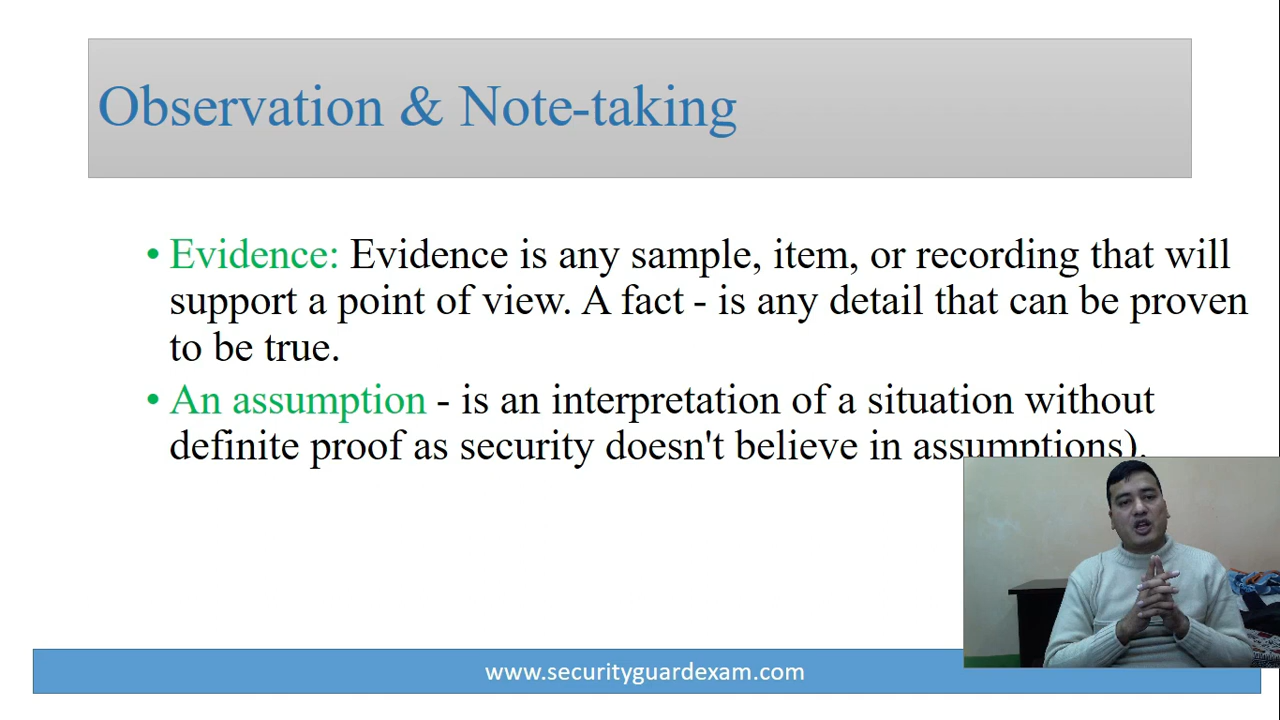 Observation & Note-taking
• Evidence: Evidence is any sample, item, or recording that will
support a point of view. A fact - is any detail that can be proven
to be true.
• An assumption - is an interpretation of a situation without
definite proof as security doesn't believe in assumptions).
www.securityguardexam.com